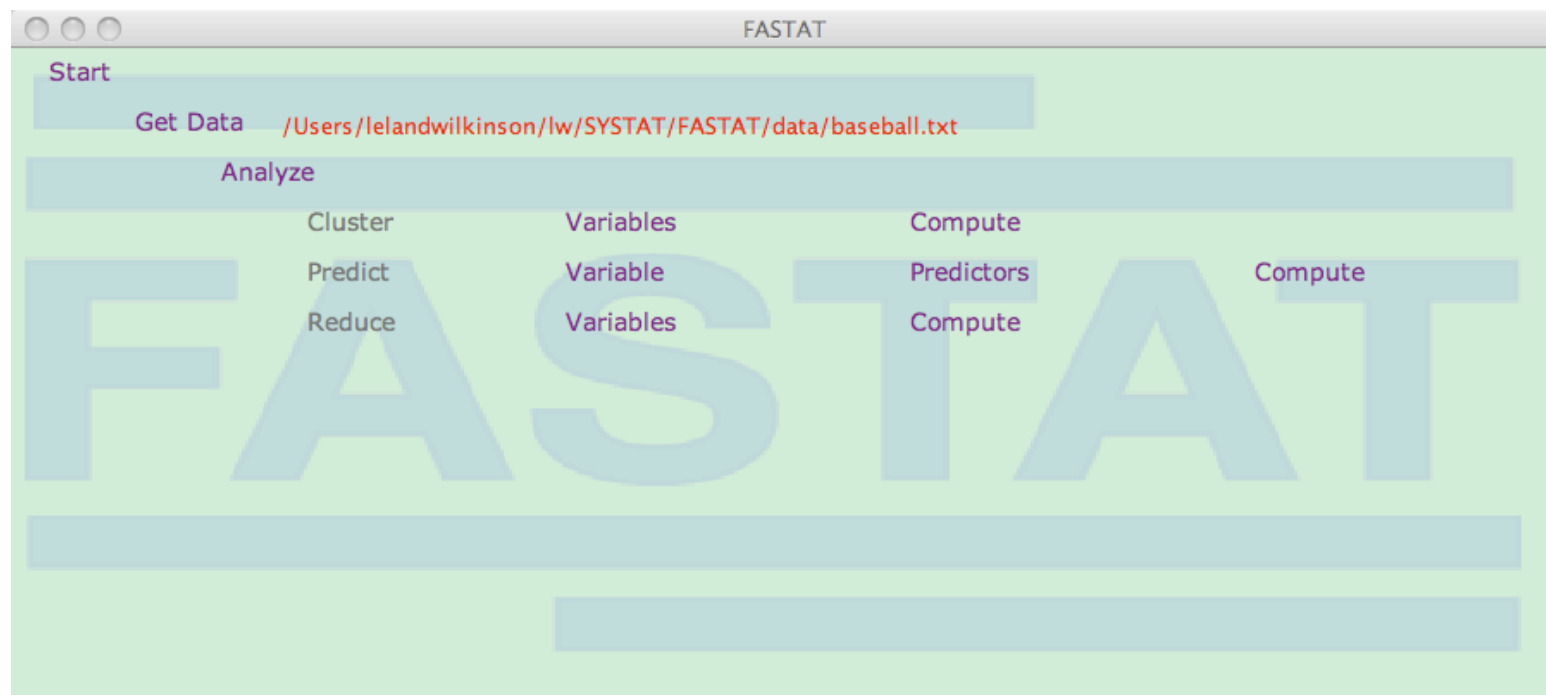 FASTAT
Start
Get Data /Users/lelandwilkinson/lw/SYSTAT/FASTAT/data/baseball.txt
Analyze
Cluster Variables Compute
Predict Variable Predictors Compute
Reduce Variables Compute
FASTAT